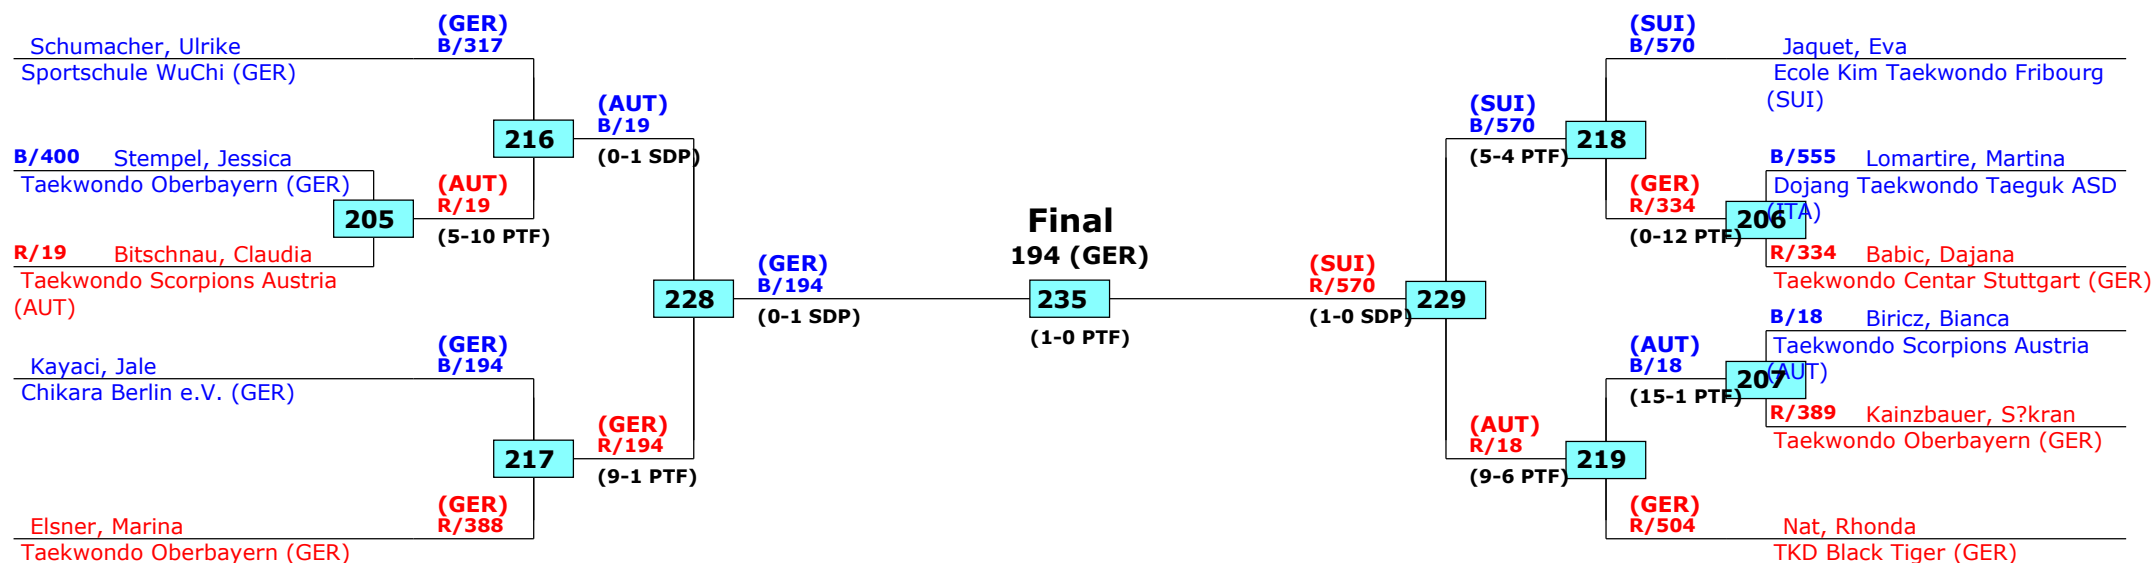 (GER)
B/317
Schumacher, Ulrike
Sportschule WuChi (GER)
(AUT)
B/19
216
(0-1 SDP)
B/400 Stempel, Jessica
Taekwondo Oberbayern (GER)
(AUT)
R/19
205
(5-10 PTF)
R/19 Bitschnau, Claudia
Taekwondo Scorpions Austria
(AUT)
(GER)
B/194
228
(0-1 SDP)
(GER)
B/194
Kayaci, Jale
Chikara Berlin e.V. (GER)
(GER)
R/194
217
(9-1 PTF)
(GER)
R/388
Elsner, Marina
Taekwondo Oberbayern (GER)
Final
194 (GER)
235
(1-0 PTF)
(SUI)
R/570
229
(1-0 SDP)
(SUI)
B/570
Jaquet, Eva
Ecole Kim Taekwondo Fribourg
(SUI)
(SUI)
B/570
218
(5-4 PTF)
B/555 Lomartire, Martina
Dojang Taekwondo Taeguk ASD
(ITA)
(GER)
R/334
206
(0-12 PTF)
R/334 Babic, Dajana
Taekwondo Centar Stuttgart (GER)
B/18 Biricz, Bianca
Taekwondo Scorpions Austria
(AUT)
(AUT)
B/18
207
(15-1 PTF)
R/389 Kainzbauer, S?kran
Taekwondo Oberbayern (GER)
(AUT)
R/18
219
(9-6 PTF)
(GER)
R/504
Nat, Rhonda
TKD Black Tiger (GER)